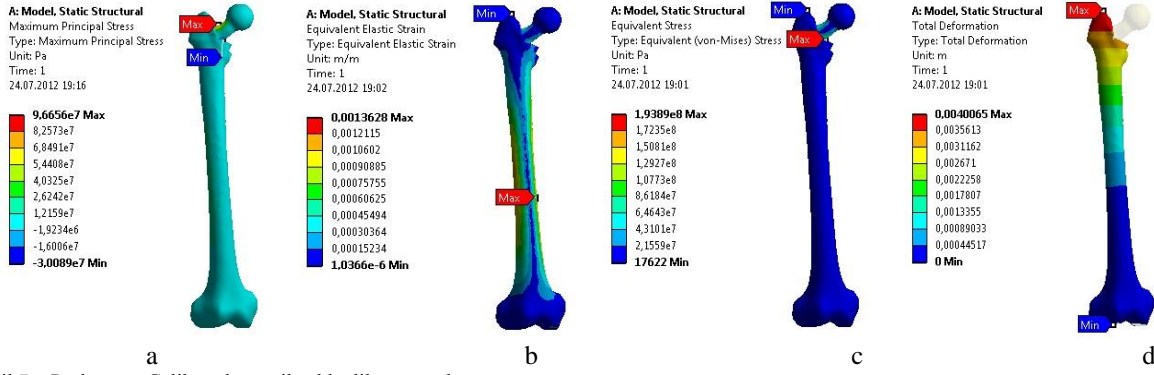 A: Model, Static Structural
Maximum Principal Stress
Type: Maximum Principal Stress
Unit: Pa
Time: 1
24.07.2012 19:16
9,6656e7 Max
8,2573e7
6,8491e7
5,4408e7
4,0325e7
2,6242e7
1,2159e7
-1,9234e6
-1,6006e7
-3,0089e7 Min
Max
Min
a
A: Model, Static Structural
Equivalent Elastic Strain
Type: Equivalent Elastic Strain
Unit: m/m
Time: 1
24.07.2012 19:02
0,0013628 Max
0,0012115
0,0010602
0,00090885
0,00075755
0,00060625
0,00045494
0,00030364
0,00015234
1,0366e-6 Min
Min
Max
b
A: Model, Static Structural
Equivalent Stress
Type: Equivalent (von-Mises) Stress
Unit: Pa
Time: 1
24.07.2012 19:01
1,9389e8 Max
1,7235e8
1,5081e8
1,2927e8
1,0773e8
8,6184e7
6,4643e7
4,3101e7
2,1559e7
17622 Min
Min
Max
c
A: Model, Static Structural
Total Deformation
Type: Total Deformation
Unit: m
Time: 1
24.07.2012 19:01
0,0040065 Max
0,0035613
0,0031162
0,002671
0,0022258
0,0017807
0,0013355
0,00089033
0,00044517
0 Min
Max
Min
d